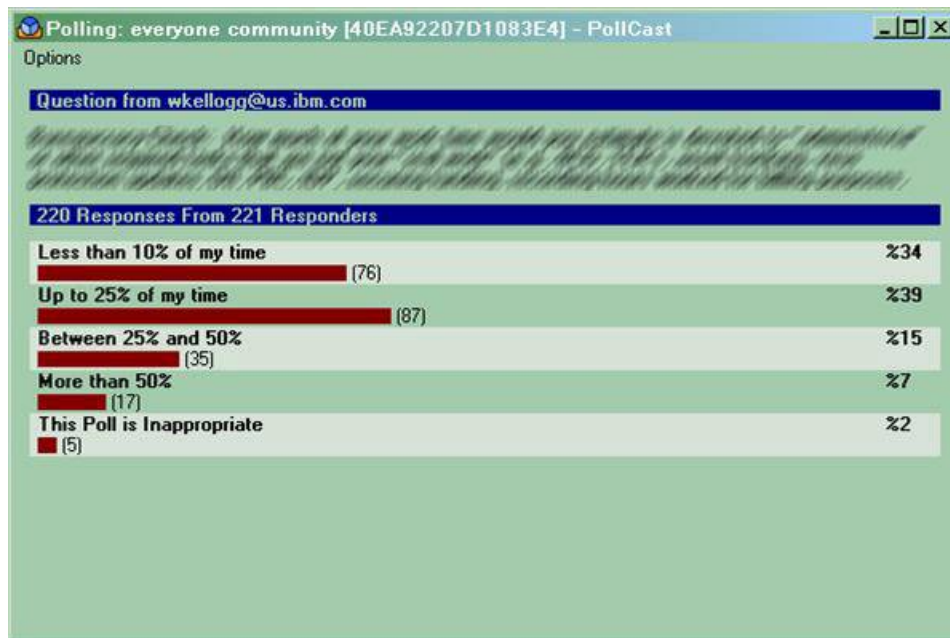 Polling: everyone community [40EA92207D1083E4] - PollCast
Options
Question from wkellogg@us.ibm.com
220 Responses From 221 Responders
Less than 10% of my time %34
(76)
Up to 25% of my time %39
(87)
Between 25% and 50% %15
(35)
More than 50% %7
(17)
This Poll is Inappropriate %2
(5)